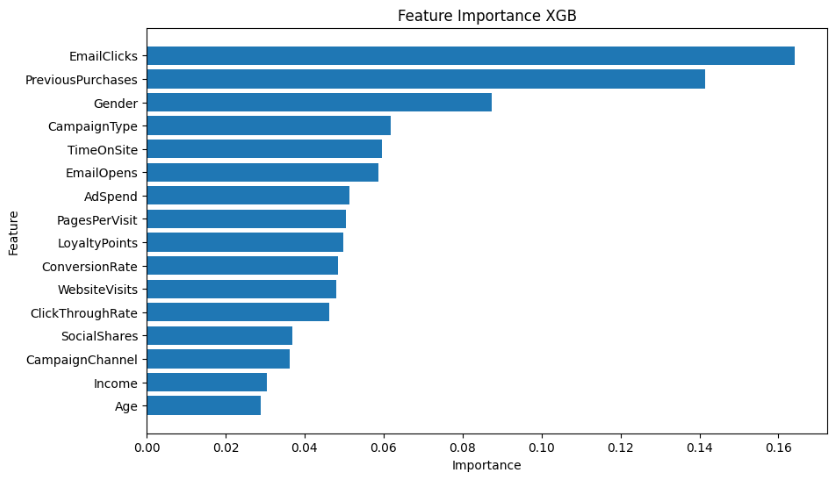 Feature Importance XGB
EmailClicks
PreviousPurchases
Gender
CampaignType
TimeOnSite
EmailOpens
AdSpend
PagesPerVisit
LoyaltyPoints
ConversionRate
WebsiteVisits
ClickThroughRate
SocialShares
CampaignChannel
Income
Age
Feature
0.00 0.02 0.04 0.06 0.08 0.10 0.12 0.14 0.16
Importance